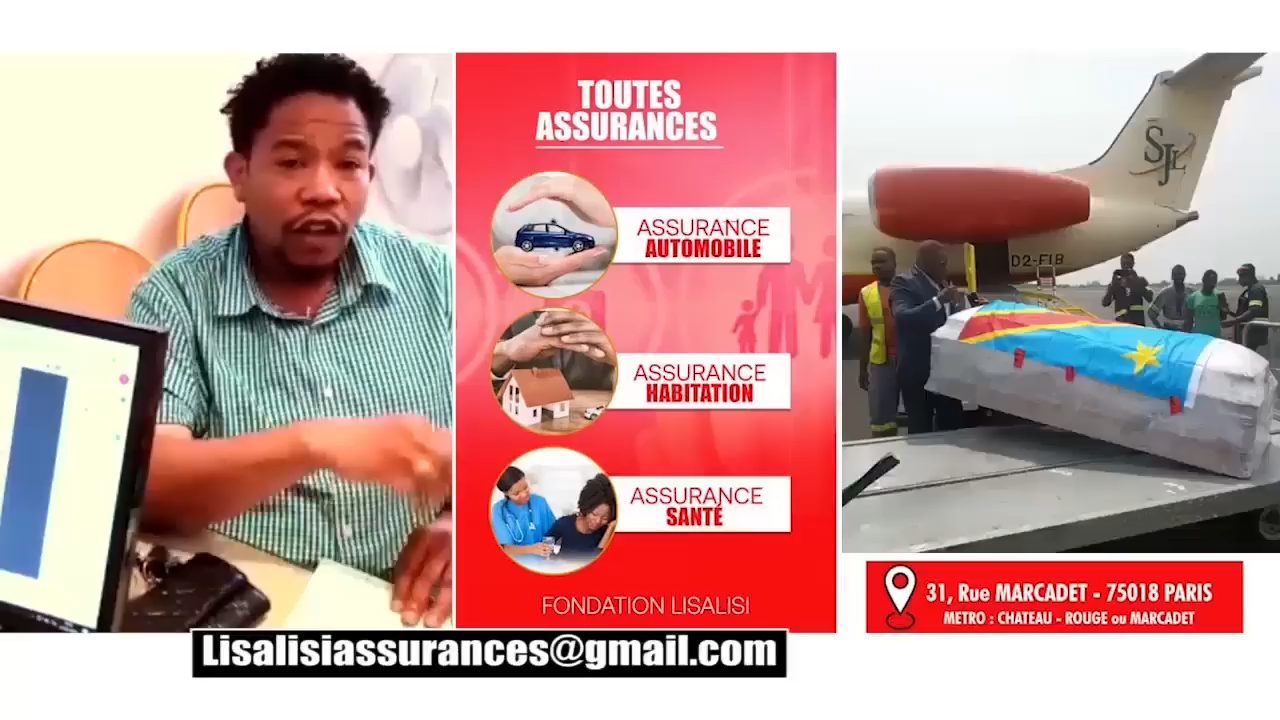 TOUTES
ASSURANCES
ASSURANCE
AUTOMOBILE
ASSURANCE
HABITATION
ASSURANCE
SANTÉ
FONDATION LISALISI
Lisalisiassurances@gmail.com
SJL
D2-FIB
31, Rue MARCADET - 75018 PARIS
METRO : CHATEAU - ROUGE ou MARCADET